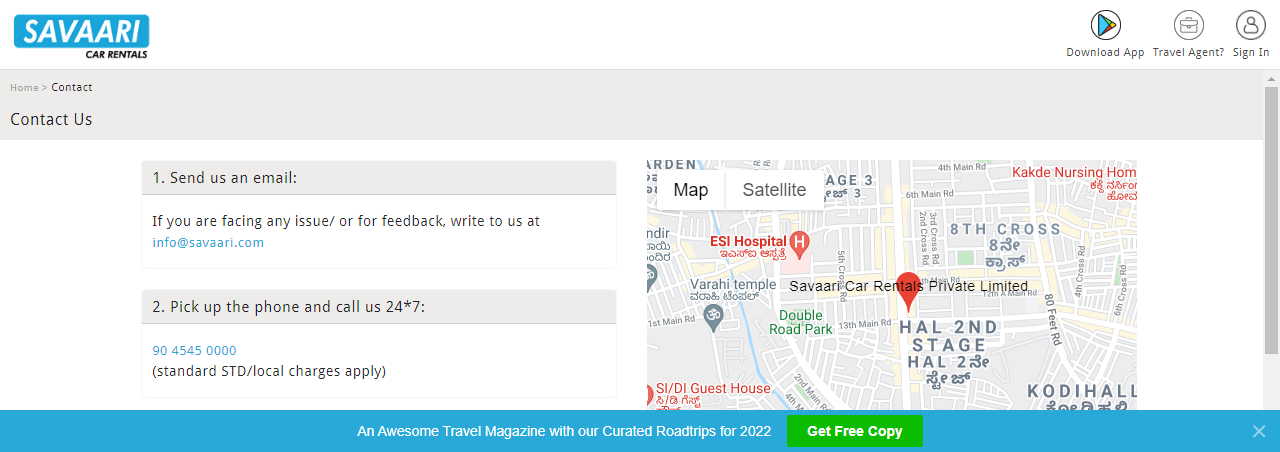 SAVAARI
CAR RENTALS
Download App
Travel Agent?
Sign In
Home > Contact
Contact Us
1. Send us an email:
If you are facing any issue/ or for feedback, write to us at
info@savaari.com
2. Pick up the phone and call us 24*7:
90 4545 0000
(standard STD/local charges apply)
ARDEN
Map
Satellite
AGE 3
ೇಜ್ 3
4th Main Rd
6th Main Rd
Kakde Nursing Hom
ಕಕ್ಡೆ ನರ್ಸಿಂಗ
ಹೋಮ
3rd Cross Rd
2nd Cross Rd
8TH CROSS
8ನೇ
ಕ್ರಾಸ್
ESI Hospital
ಇಎಸ್‌ಐ ಆಸ್ಪತ್ರೆ
5th Cross Rd
6th Cross Rd
4th Cross Rd
Varahi temple
ವರಾಹಿ ಟೆಂಪಲ್
Savaari Car Rentals Private Limited
12th A Main Rd
80 Feet Rd
1st Main Rd
Double
Road Park
13th Main Rd
HAL 2ND
STAGE
HAL 2ನೇ
ಸ್ಟೇಜ್
2nd Main Rd
4th M
SI/DI Guest House
ಸಿ/ಡಿ ಗೆಸ್ಟ್
KODIHALL
An Awesome Travel Magazine with our Curated Roadtrips for 2022
Get Free Copy